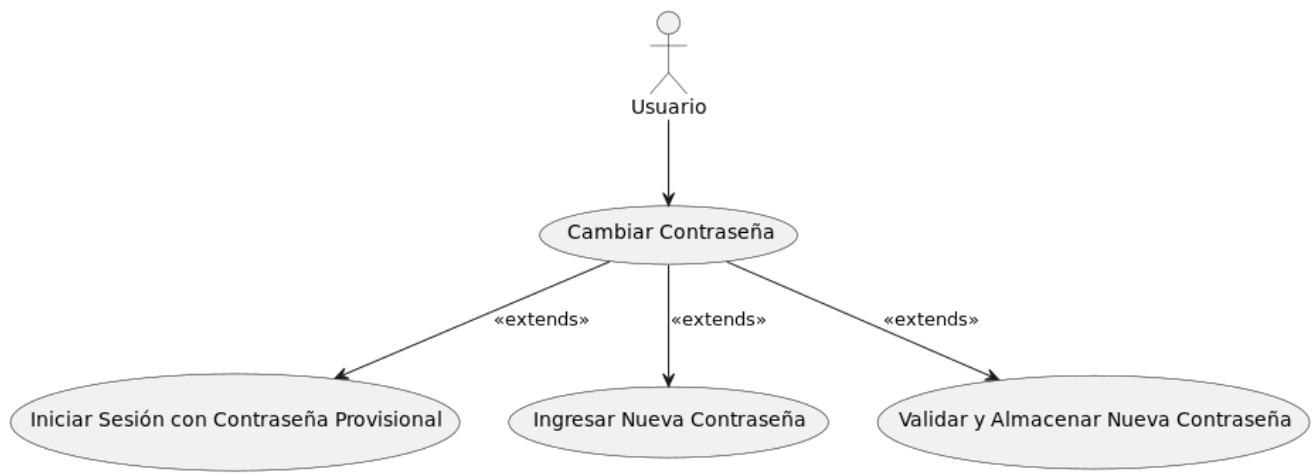 Usuario
Cambiar Contraseña
«extends»
«extends»
«extends»
Iniciar Sesión con Contraseña Provisional
Ingresar Nueva Contraseña
Validar y Almacenar Nueva Contraseña